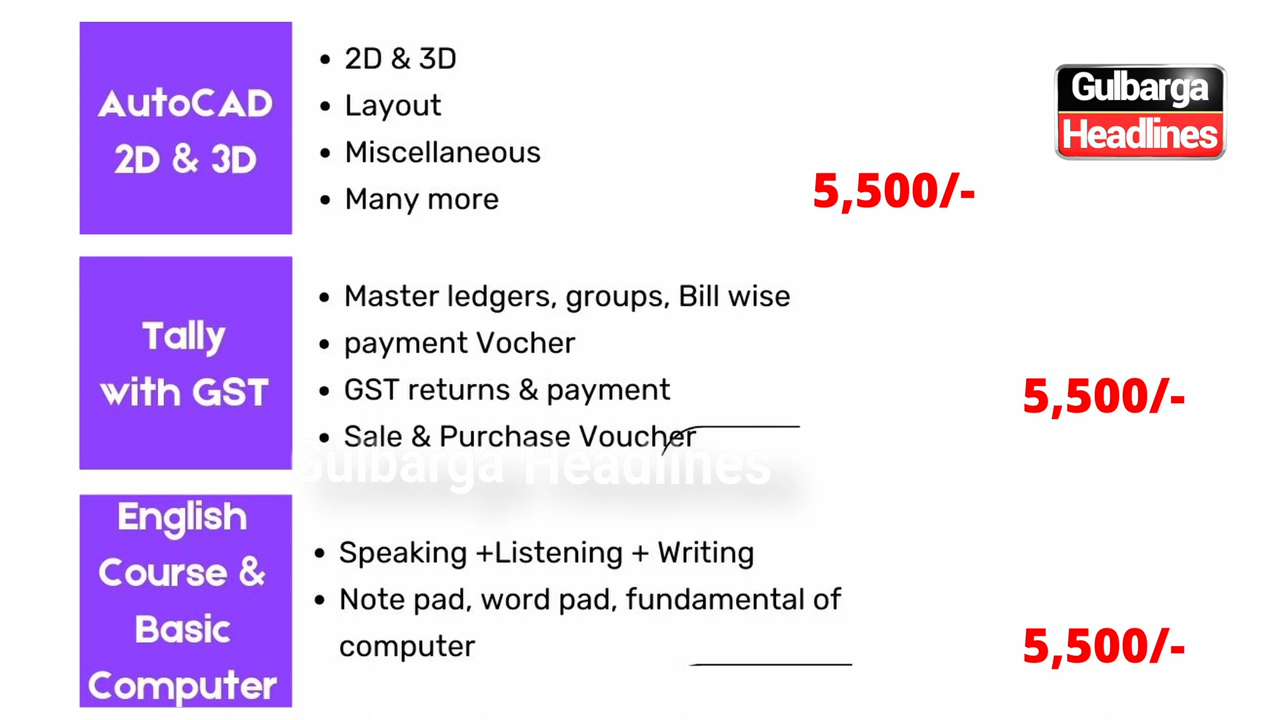 AutoCAD
2D & 3D
• 2D & 3D
• Layout
• Miscellaneous
• Many more
5,500/-
Gulbarga
Headlines
Tally
with GST
• Master ledgers, groups, Bill wise
• payment Vocher
• GST returns & payment
• Sale & Purchase Voucher
5,500/-
Gulbarga Headlines
English
Course &
Basic
Computer
• Speaking +Listening + Writing
• Note pad, word pad, fundamental of
computer
5,500/-